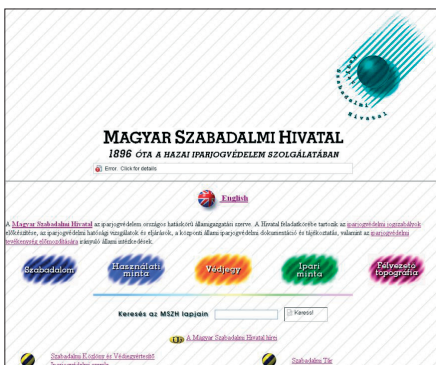 Magyar Szabadalmi Hivatal
MAGYAR SZABADALMI HIVATAL
1896 ÓTA A HAZAI IPARJOGVÉDELEM SZOLGÁLATÁBAN
Error. Click for details
English
A Magyar Szabadalmi Hivatal az iparjogvédelem országos hatáskörű államigazgatási szerve. A Hivatal feladatkörébe tartozik az iparjogvédelmi jogszabályok
előkészítése, az iparjogvédelmi hatósági vizsgálatok és eljárások, a központi állami iparjogvédelmi dokumentáció és tájékoztatás, valamint az iparjogvédelmi
tevékenység előmozdítására irányuló állami intézkedések.
Szabadalom
Használati
minta
Védjegy
Ipari
minta
Félvezető
topográfia
Keresés az MSZH lapjain
Keress!
A Magyar Szabadalmi Hivatal hírei
Szabadalmi Közlöny és Védjegyértesítő
Szabadalmi Tár